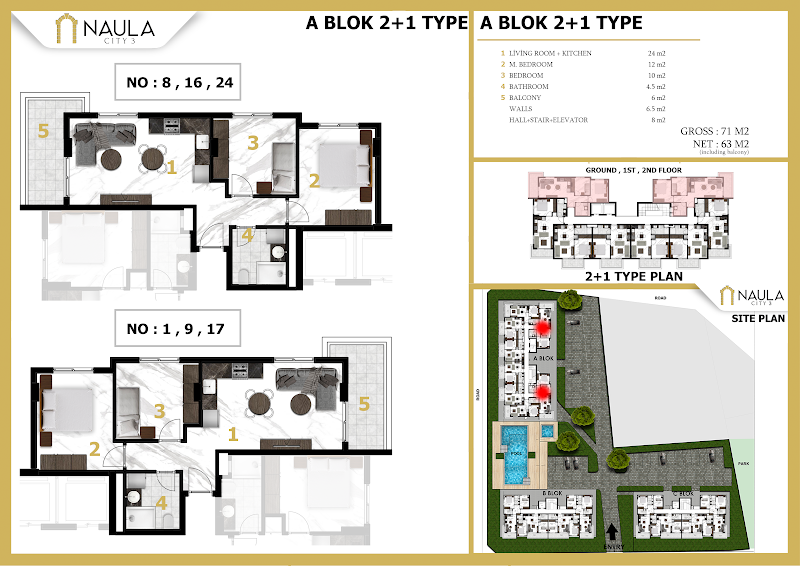 NAULA
CITY 3
A BLOK 2+1 TYPE
NO : 8 , 16 , 24
5
1
3
2
4
NO : 1 , 9 , 17
2
3
1
5
4
A BLOK 2+1 TYPE
1 LİVİNG ROOM + KITCHEN 24 m2
2 M. BEDROOM 12 m2
3 BEDROOM 10 m2
4 BATHROOM 4.5 m2
5 BALCONY 6 m2
WALLS 6.5 m2
HALL+STAIR+ELEVATOR 8 m2
GROSS : 71 M2
NET : 63 M2
(including balcony)
GROUND , 1ST , 2ND FLOOR
2+1 TYPE PLAN
NAULA
CITY 3
SITE PLAN
ROAD
ROAD
A BLOK
POOL
PARK
B BLOK
C BLOK
ENTRY